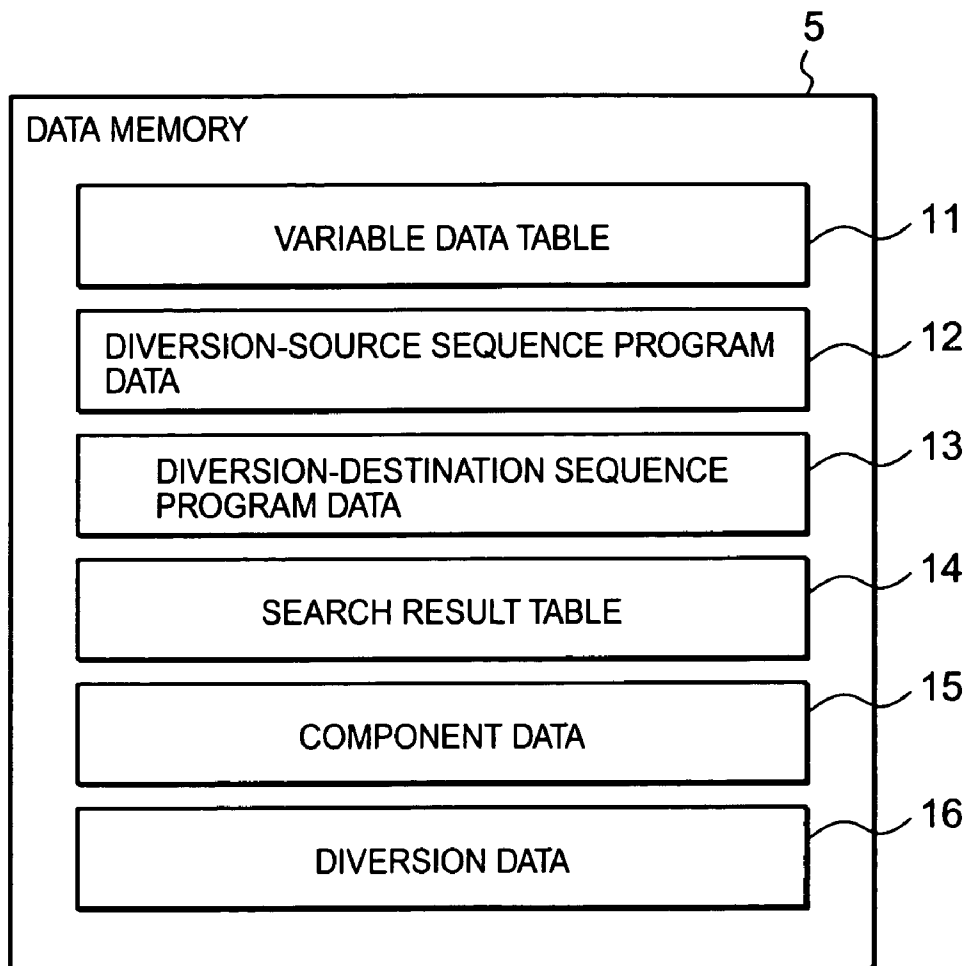 5
DATA MEMORY
VARIABLE DATA TABLE
11
DIVERSION-SOURCE SEQUENCE PROGRAM
DATA
12
DIVERSION-DESTINATION SEQUENCE
PROGRAM DATA
13
SEARCH RESULT TABLE
14
COMPONENT DATA
15
DIVERSION DATA
16